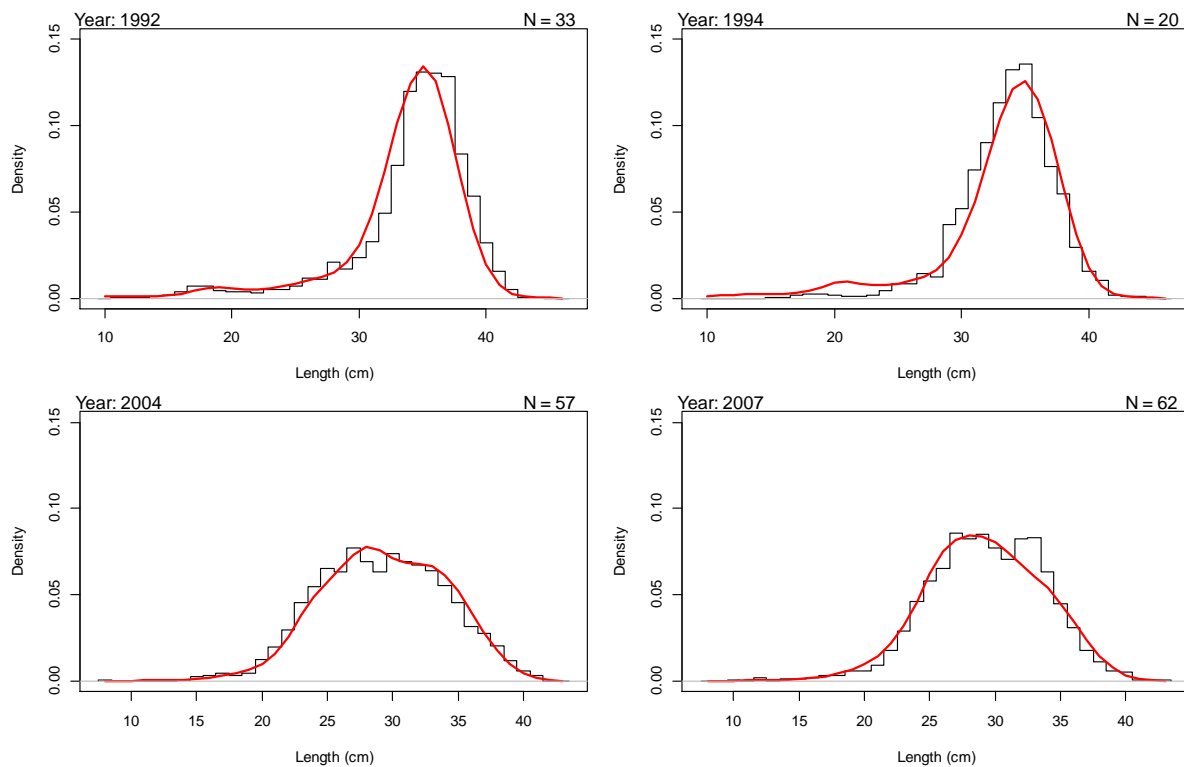 Year: 1992 N = 33
0.15
0.10
0.05
0.00
Density
10 20 30 40
Length (cm)
Year: 1994 N = 20
0.15
0.10
0.05
0.00
Density
10 20 30 40
Length (cm)
Year: 2004 N = 57
0.15
0.10
0.05
0.00
Density
10 15 20 25 30 35 40
Length (cm)
Year: 2007 N = 62
0.15
0.10
0.05
0.00
Density
10 15 20 25 30 35 40
Length (cm)